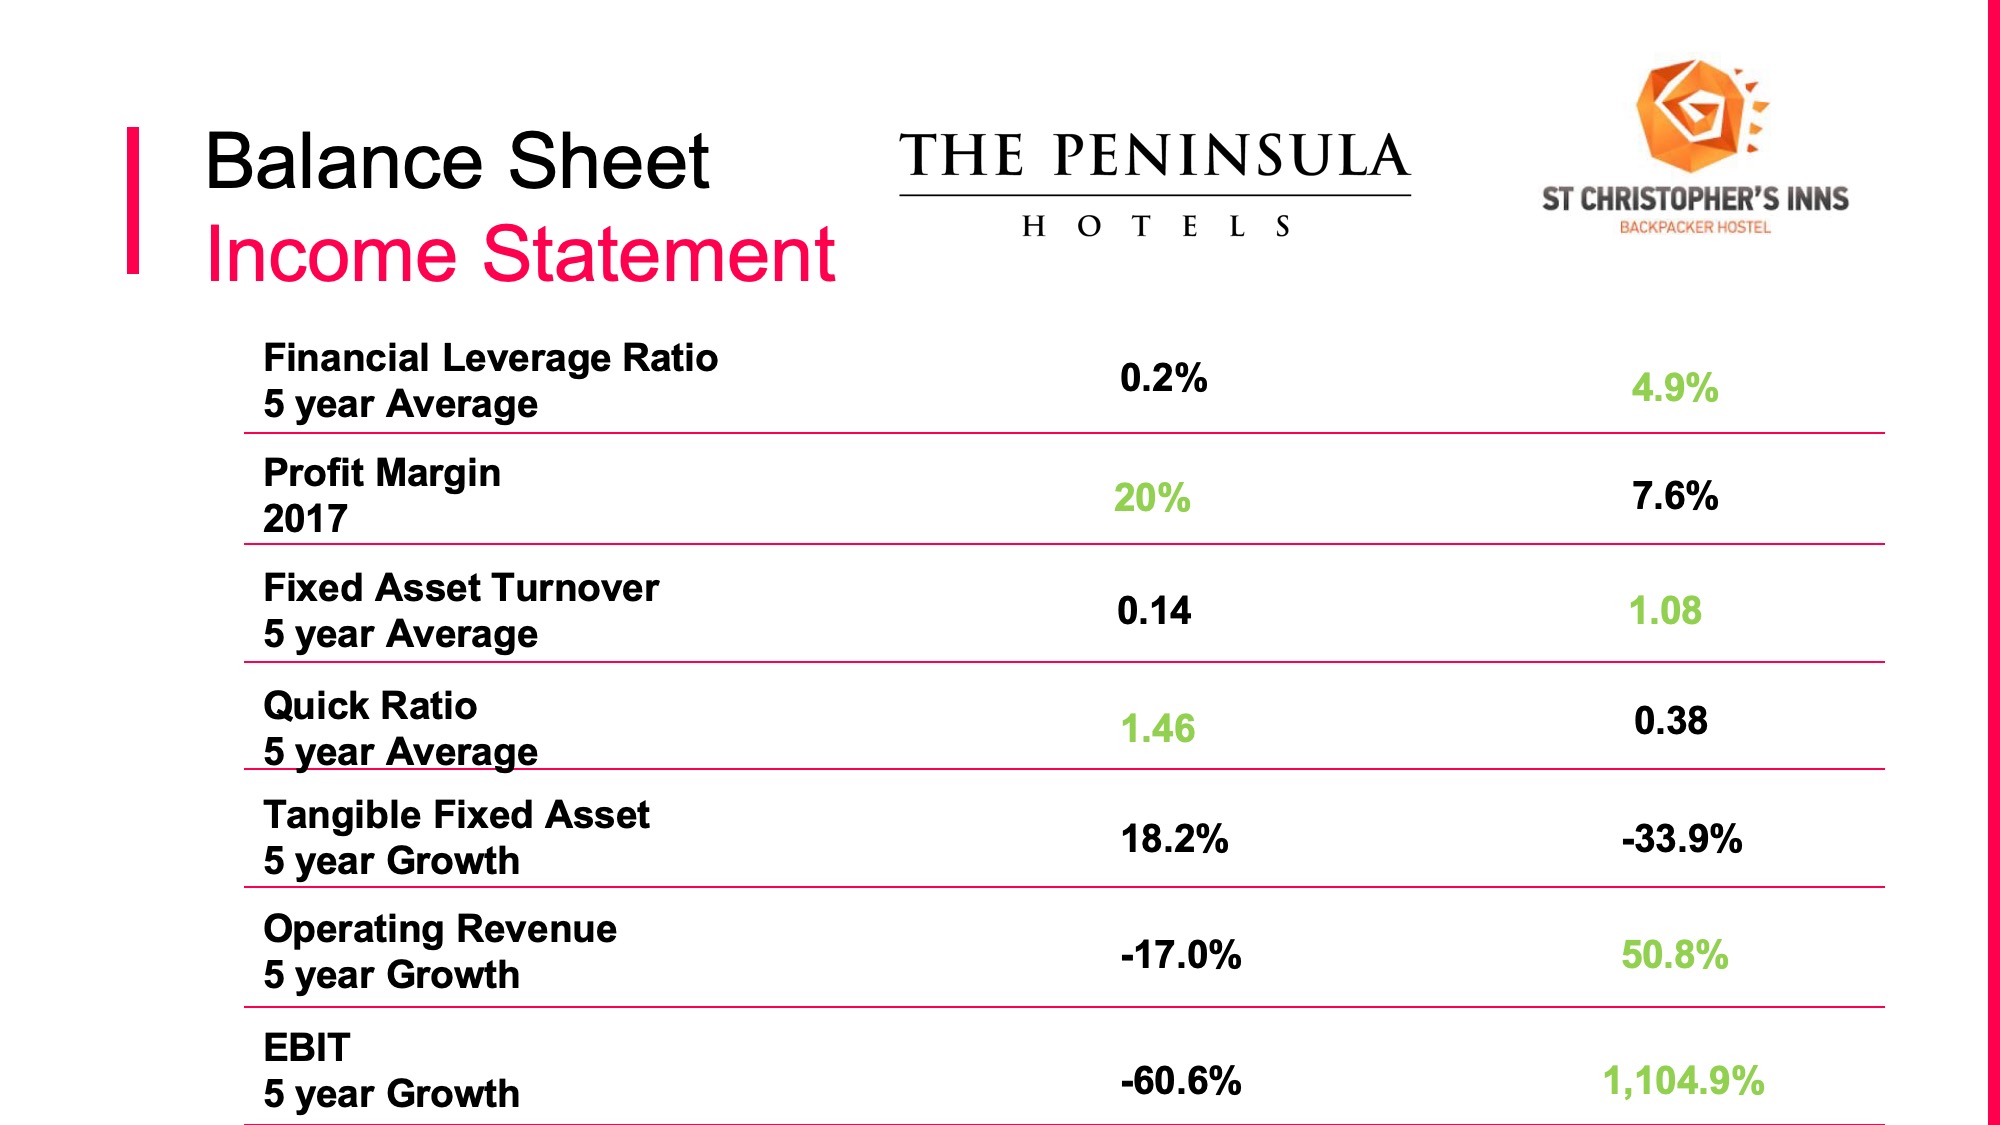 Balance Sheet
Income Statement
THE PENINSULA
HOTELS
ST CHRISTOPHER'S INNS
BACKPACKER HOSTEL
Financial Leverage Ratio
5 year Average
0.2%
4.9%
Profit Margin
2017
20%
7.6%
Fixed Asset Turnover
5 year Average
0.14
1.08
Quick Ratio
5 year Average
1.46
0.38
Tangible Fixed Asset
5 year Growth
18.2%
-33.9%
Operating Revenue
5 year Growth
-17.0%
50.8%
EBIT
5 year Growth
-60.6%
1,104.9%